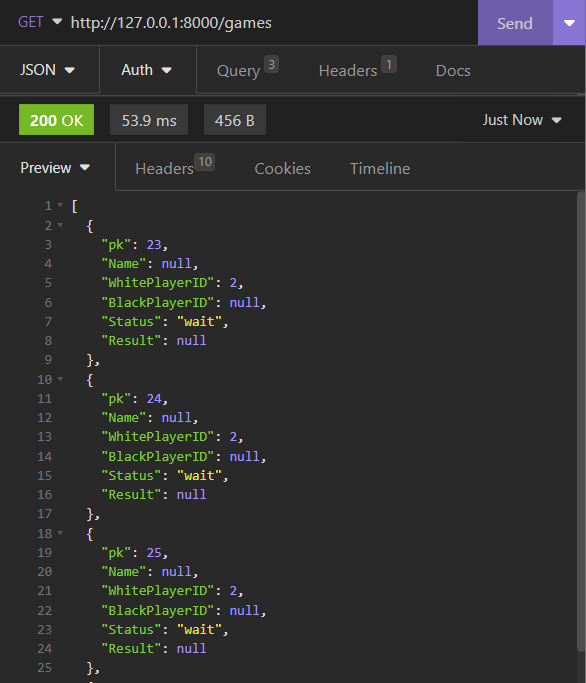 GET http://127.0.0.1:8000/games Send
JSON Auth Query 3 Headers 1 Docs
200 OK 53.9 ms 456 B Just Now
Preview Headers 10 Cookies Timeline
1 [
2 {
3 "pk": 23,
4 "Name": null,
5 "WhitePlayerID": 2,
6 "BlackPlayerID": null,
7 "Status": "wait",
8 "Result": null
9 },
10 {
11 "pk": 24,
12 "Name": null,
13 "WhitePlayerID": 2,
14 "BlackPlayerID": null,
15 "Status": "wait",
16 "Result": null
17 },
18 {
19 "pk": 25,
20 "Name": null,
21 "WhitePlayerID": 2,
22 "BlackPlayerID": null,
23 "Status": "wait",
24 "Result": null
25 },